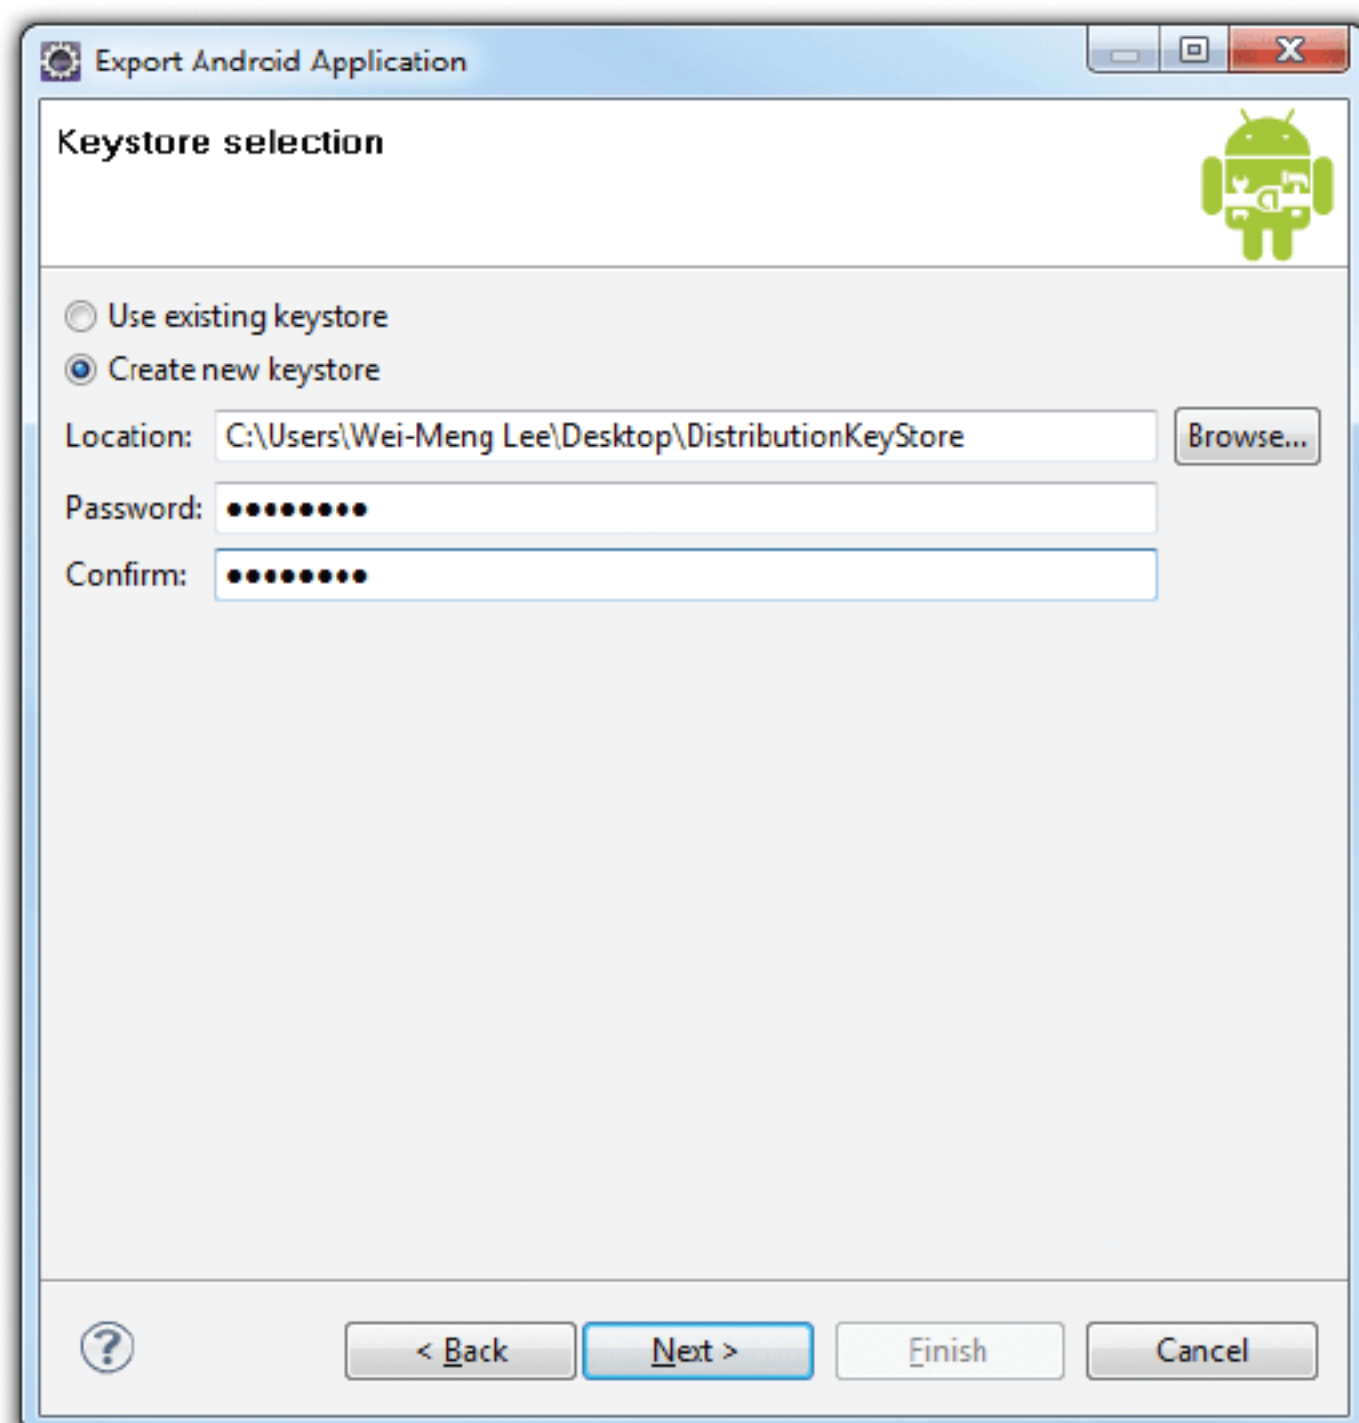 Export Android Application
Keystore selection
Use existing keystore
Create new keystore
Location: C:\Users\Wei-Meng Lee\Desktop\DistributionKeyStore Browse...
Password: ●●●●●●●●
Confirm: ●●●●●●●●
? < Back Next > Finish Cancel